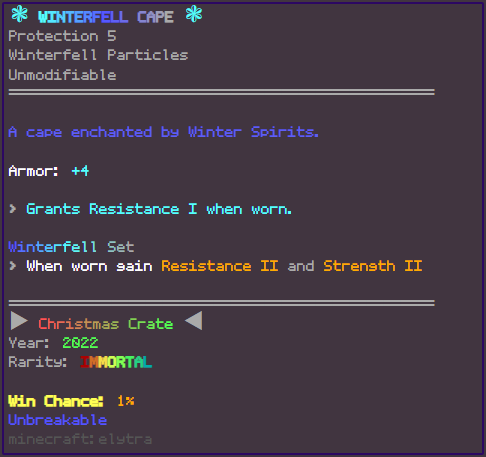 ❃ WINTERFELL CAPE ❃
Protection 5
Winterfell Particles
Unmodifiable
A cape enchanted by Winter Spirits.
Armor: +4
> Grants Resistance I when worn.
Winterfell Set
> When worn gain Resistance II and Strength II
▶ Christmas Crate ◀
Year: 2022
Rarity: IMMORTAL
Win Chance: 1%
Unbreakable
minecraft:elytra